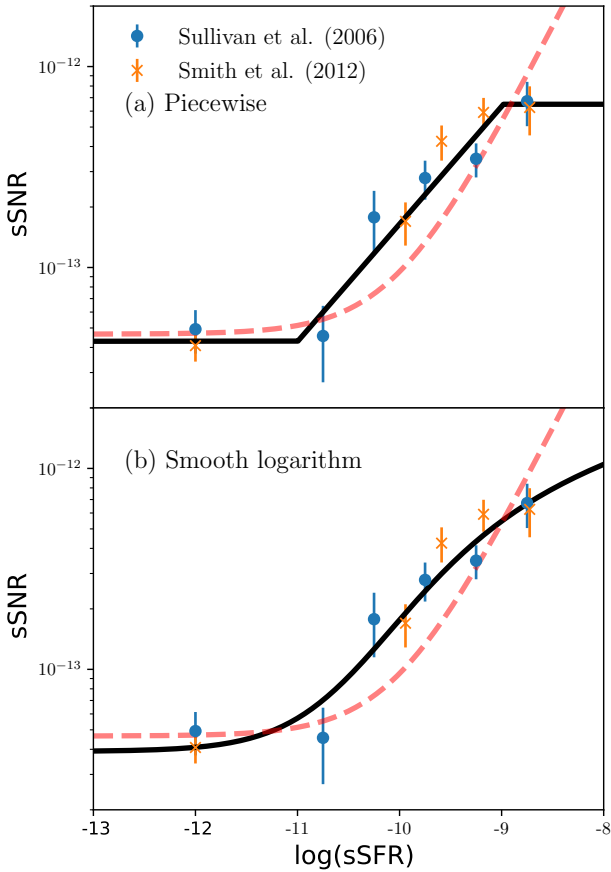 Sullivan et al. (2006)
Smith et al. (2012)
(a) Piecewise
10⁻¹²
10⁻¹³
sSNR
(b) Smooth logarithm
10⁻¹²
10⁻¹³
sSNR
-13 -12 -11 -10 -9 -8
log(sSFR)